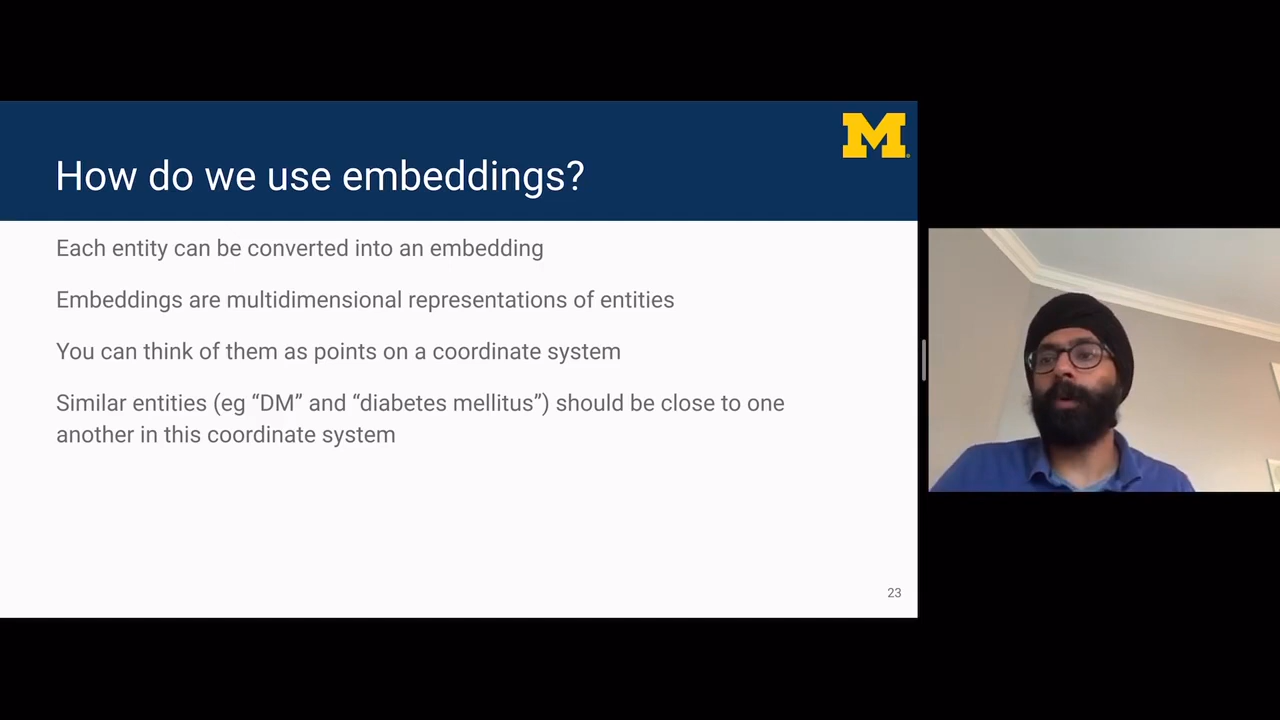 M
How do we use embeddings?
Each entity can be converted into an embedding
Embeddings are multidimensional representations of entities
You can think of them as points on a coordinate system
Similar entities (eg “DM” and “diabetes mellitus”) should be close to one
another in this coordinate system
23